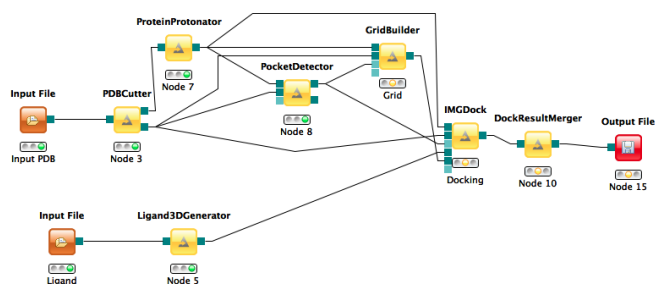 ProteinProtonator
Node 7
GridBuilder
Grid
PocketDetector
Node 8
Input File
Input PDB
PDBCutter
Node 3
IMGDock
Docking
DockResultMerger
Node 10
Output File
Node 15
Input File
Ligand
Ligand3DGenerator
Node 5